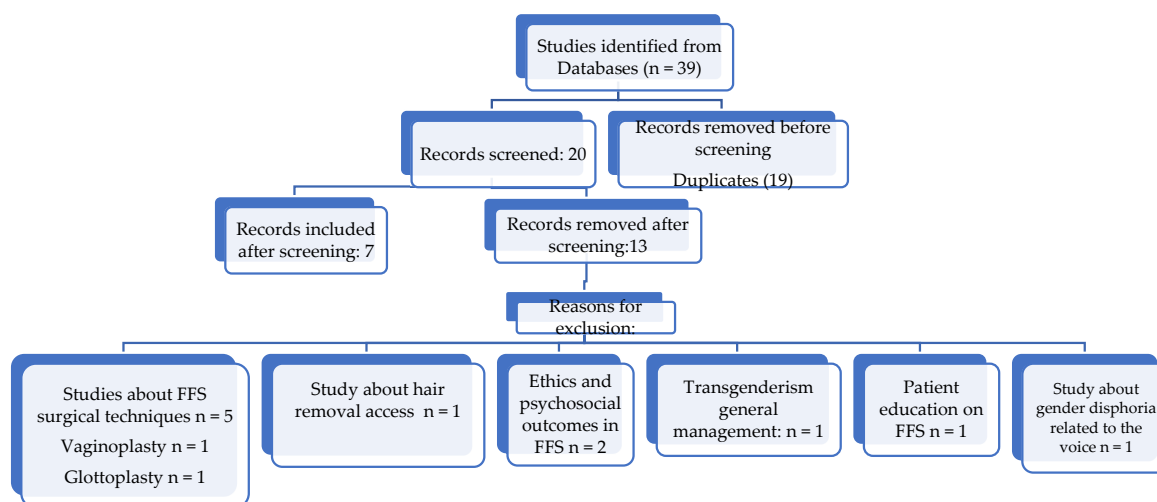 Studies identified from
Databases (n = 39)
Records screened: 20
Records removed before
screening
Duplicates (19)
Records included
after screening: 7
Records removed after
screening:13
Reasons for
exclusion:
Studies about FFS
surgical techniques n = 5
Vaginoplasty n = 1
Glottoplasty n = 1
Study about hair
removal access n = 1
Ethics and
psychosocial
outcomes in
FFS n = 2
Transgenderism
general
management: n = 1
Patient
education on
FFS n = 1
Study about
gender disphoria
related to the
voice n = 1